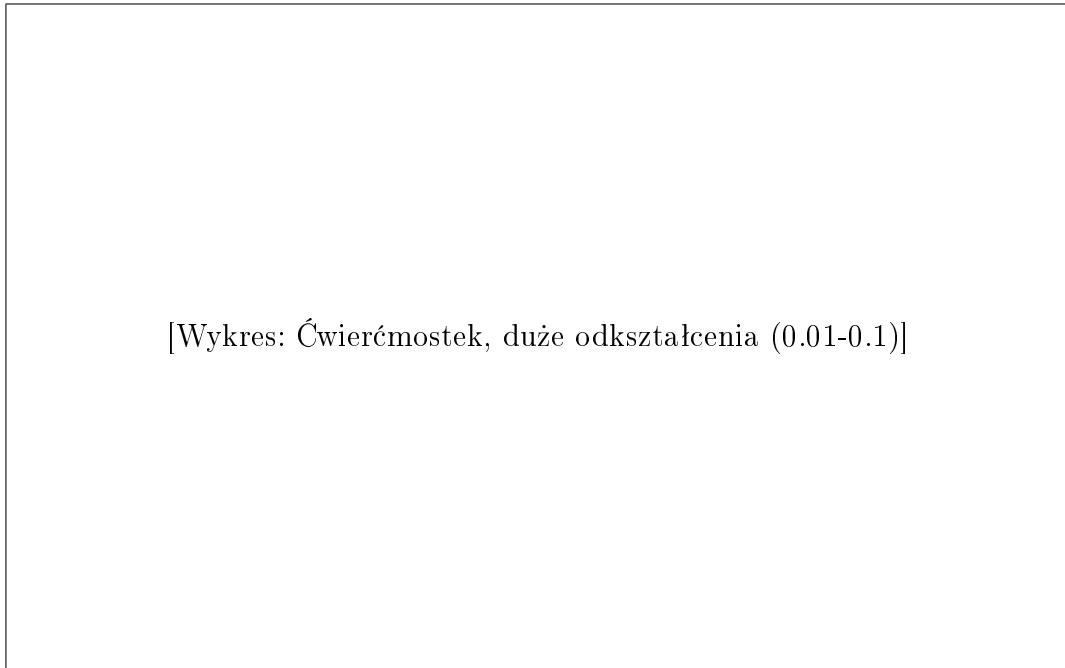 [Wykres: Ćwierćmostek, duże odkształcenia (0.01-0.1)]